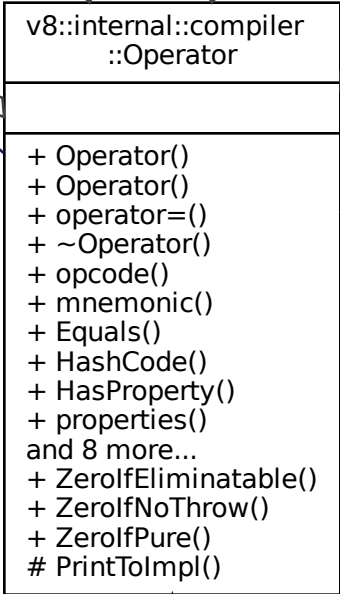 v8::internal::compiler
::Operator
+ Operator()
+ Operator()
+ operator=()
+ ~Operator()
+ opcode()
+ mnemonic()
+ Equals()
+ HashCode()
+ HasProperty()
+ properties()
and 8 more...
+ ZeroIfEliminatable()
+ ZeroIfNoThrow()
+ ZeroIfPure()
# PrintToImpl()